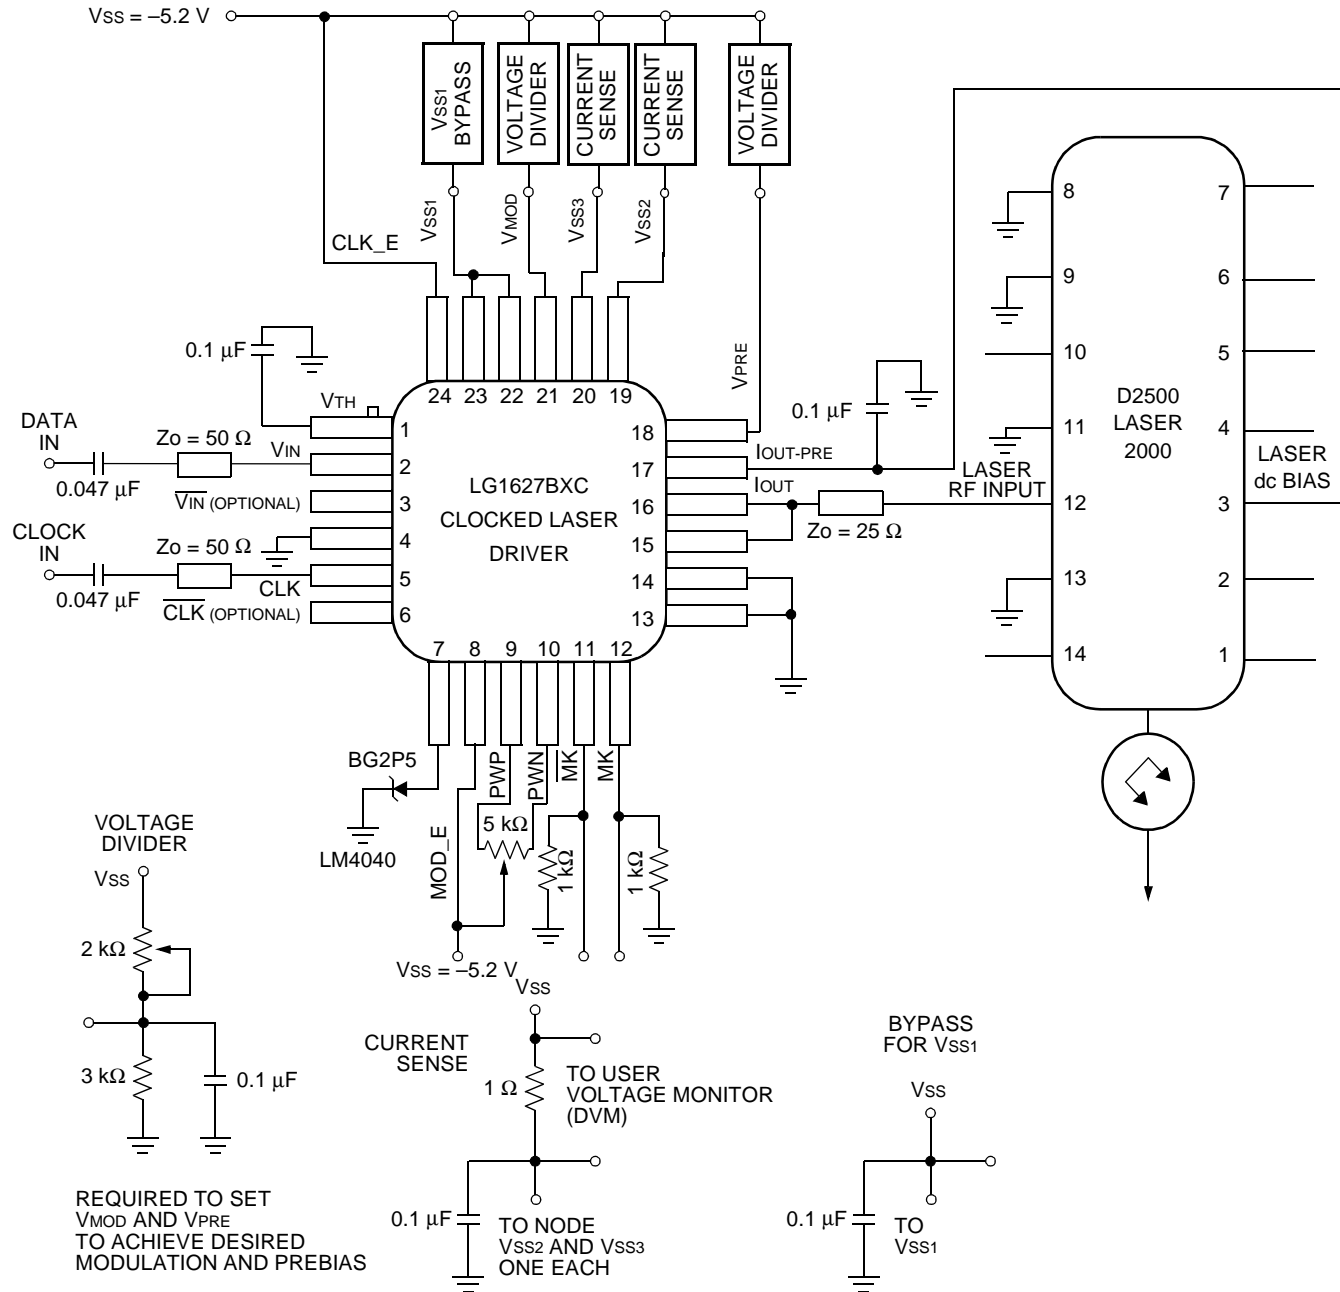 VSS = –5.2 V
VSS1
BYPASS
VOLTAGE
DIVIDER
CURRENT
SENSE
CURRENT
SENSE
VOLTAGE
DIVIDER
VSS1
VMOD
VSS3
VSS2
VPRE
CLK_E
0.1 µF
24 23 22 21 20 19
VTH
1
DATA
IN
0.047 µF
Zo = 50 Ω
VIN
2
VIN (OPTIONAL)
3
4
CLOCK
IN
0.047 µF
Zo = 50 Ω
CLK
5
CLK (OPTIONAL)
6
LG1627BXC
CLOCKED LASER
DRIVER
18
17
16
15
14
13
IOUT-PRE
IOUT
0.1 µF
Zo = 25 Ω
LASER
RF INPUT
8
9
10
11
12
13
14
D2500
LASER
2000
7
6
5
4
3
2
1
LASER
dc BIAS
7 8 9 10 11 12
BG2P5
LM4040
MOD_E
PWP
PWN
MK
MK
5 kΩ
1 kΩ
1 kΩ
VSS = –5.2 V
VOLTAGE
DIVIDER
VSS
2 kΩ
3 kΩ
0.1 µF
REQUIRED TO SET
VMOD AND VPRE
TO ACHIEVE DESIRED
MODULATION AND PREBIAS
VSS
CURRENT
SENSE
1 Ω
TO USER
VOLTAGE MONITOR
(DVM)
0.1 µF
TO NODE
VSS2 AND VSS3
ONE EACH
BYPASS
FOR VSS1
VSS
0.1 µF
TO
VSS1